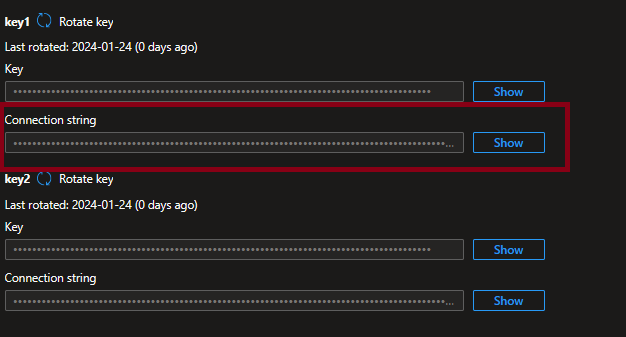 key1 Rotate key
Last rotated: 2024-01-24 (0 days ago)
Key
Show
Connection string
... Show
key2 Rotate key
Last rotated: 2024-01-24 (0 days ago)
Key
Show
Connection string
... Show